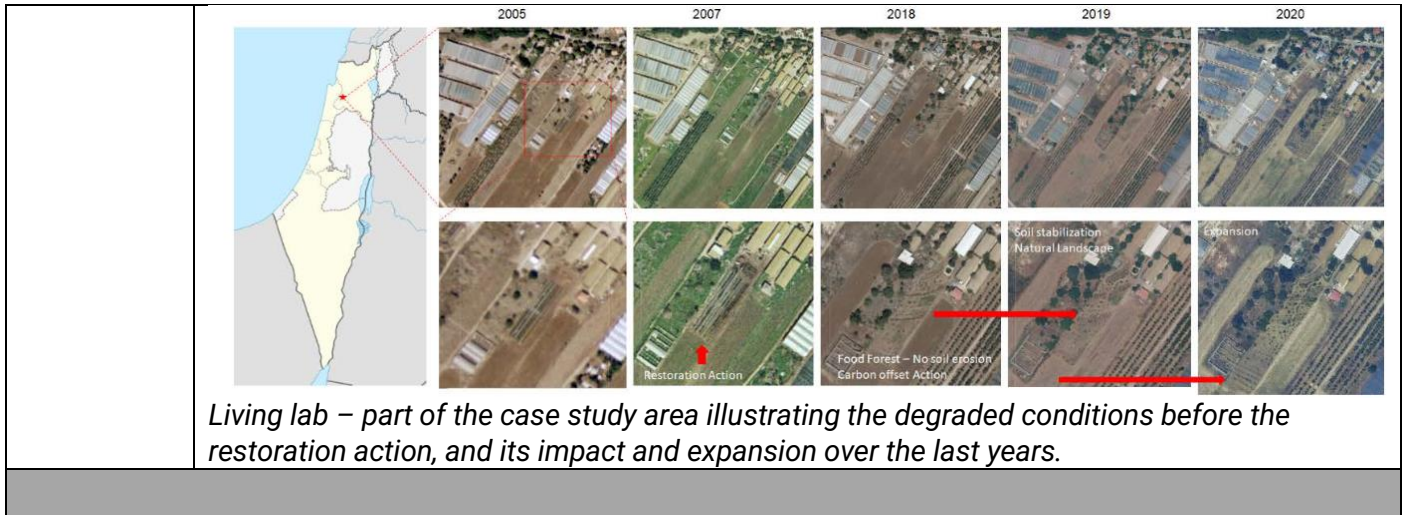 2005 2007 2018 2019 2020
Restoration Action
Food Forest – No soil erosion
Carbon offset Action
Soil stabilization
Natural Landscape
Expansion
Living lab – part of the case study area illustrating the degraded conditions before the
restoration action, and its impact and expansion over the last years.